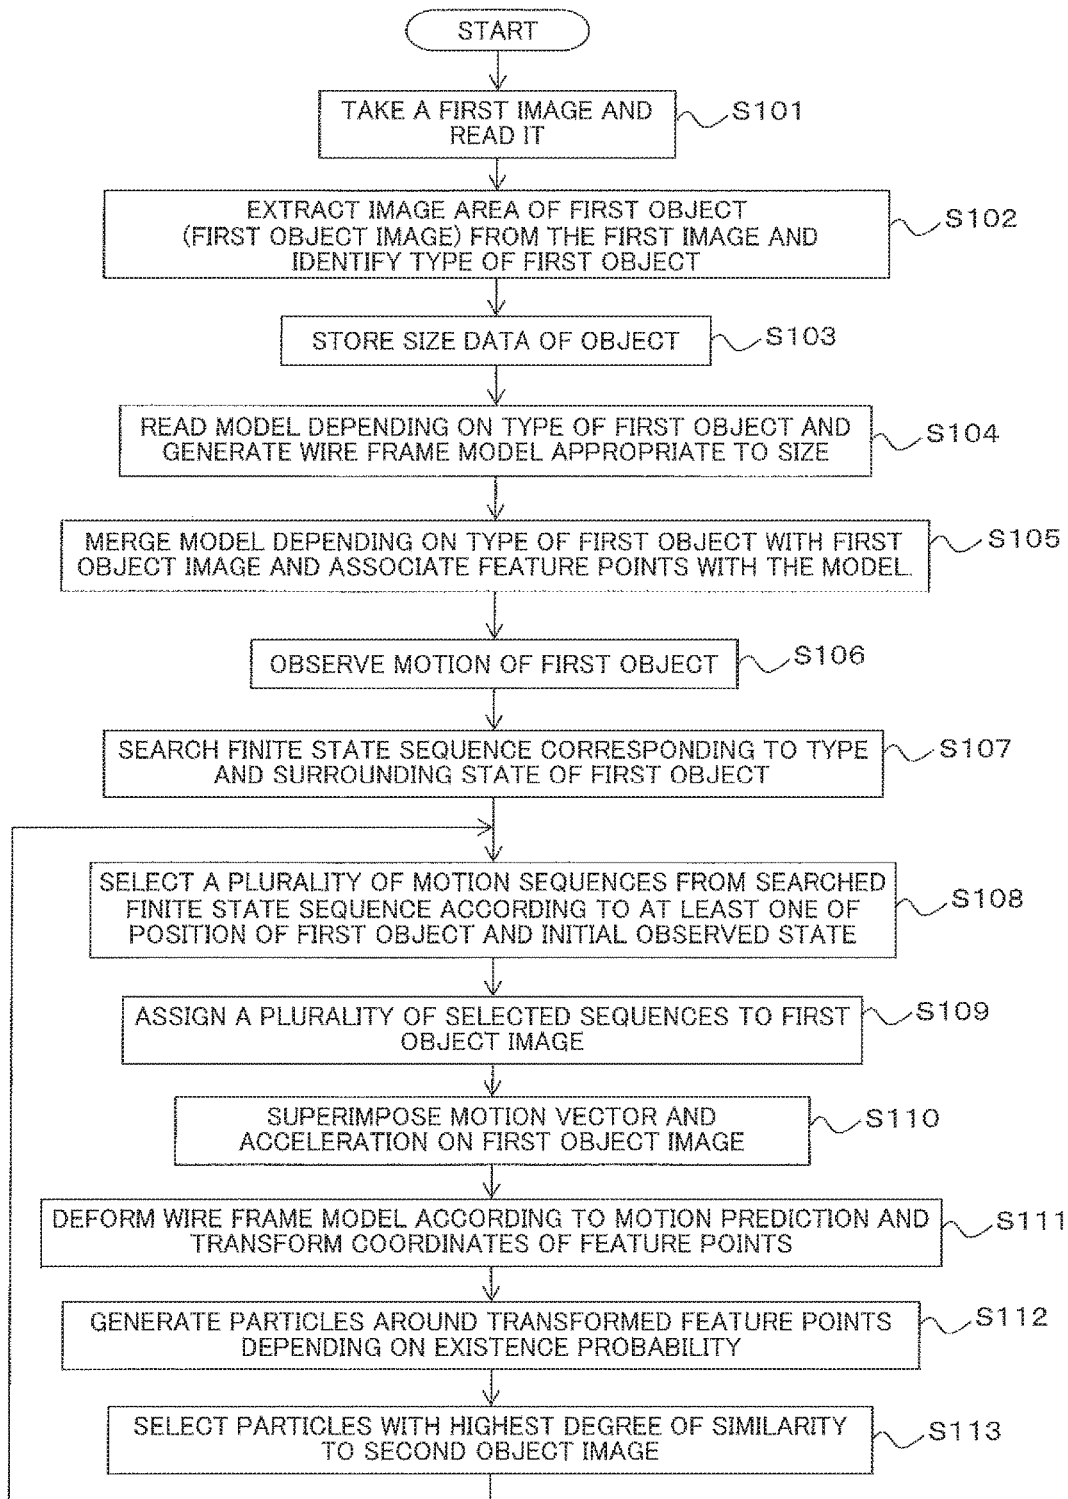 START
TAKE A FIRST IMAGE AND
READ IT
S101
EXTRACT IMAGE AREA OF FIRST OBJECT
(FIRST OBJECT IMAGE) FROM THE FIRST IMAGE AND
IDENTIFY TYPE OF FIRST OBJECT
S102
STORE SIZE DATA OF OBJECT
S103
READ MODEL DEPENDING ON TYPE OF FIRST OBJECT AND
GENERATE WIRE FRAME MODEL APPROPRIATE TO SIZE
S104
MERGE MODEL DEPENDING ON TYPE OF FIRST OBJECT WITH FIRST
OBJECT IMAGE AND ASSOCIATE FEATURE POINTS WITH THE MODEL.
S105
OBSERVE MOTION OF FIRST OBJECT
S106
SEARCH FINITE STATE SEQUENCE CORRESPONDING TO TYPE
AND SURROUNDING STATE OF FIRST OBJECT
S107
SELECT A PLURALITY OF MOTION SEQUENCES FROM SEARCHED
FINITE STATE SEQUENCE ACCORDING TO AT LEAST ONE OF
POSITION OF FIRST OBJECT AND INITIAL OBSERVED STATE
S108
ASSIGN A PLURALITY OF SELECTED SEQUENCES TO FIRST
OBJECT IMAGE
S109
SUPERIMPOSE MOTION VECTOR AND
ACCELERATION ON FIRST OBJECT IMAGE
S110
DEFORM WIRE FRAME MODEL ACCORDING TO MOTION PREDICTION AND
TRANSFORM COORDINATES OF FEATURE POINTS
S111
GENERATE PARTICLES AROUND TRANSFORMED FEATURE POINTS
DEPENDING ON EXISTENCE PROBABILITY
S112
SELECT PARTICLES WITH HIGHEST DEGREE OF SIMILARITY
TO SECOND OBJECT IMAGE
S113